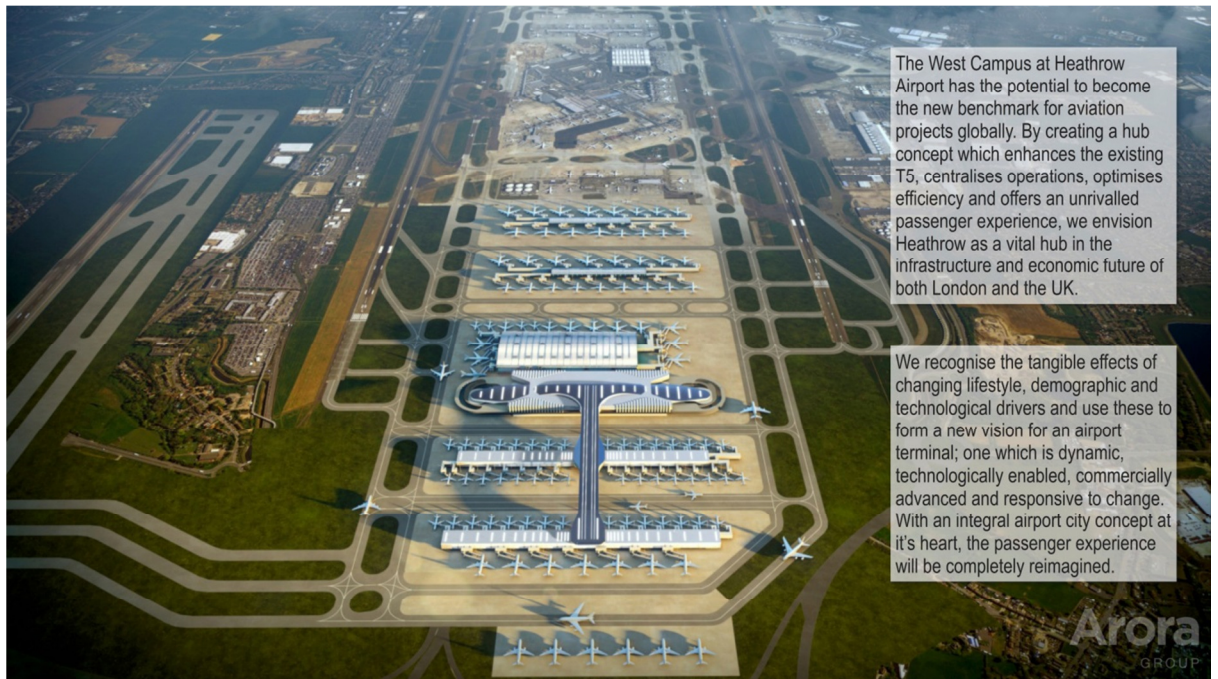 The West Campus at Heathrow
Airport has the potential to become
the new benchmark for aviation
projects globally. By creating a hub
concept which enhances the existing
T5, centralises operations, optimises
efficiency and offers an unrivalled
passenger experience, we envision
Heathrow as a vital hub in the
infrastructure and economic future of
both London and the UK.
We recognise the tangible effects of
changing lifestyle, demographic and
technological drivers and use these to
form a new vision for an airport
terminal; one which is dynamic,
technologically enabled, commercially
advanced and responsive to change.
With an integral airport city concept at
it's heart, the passenger experience
will be completely reimagined.
Arora
GROUP